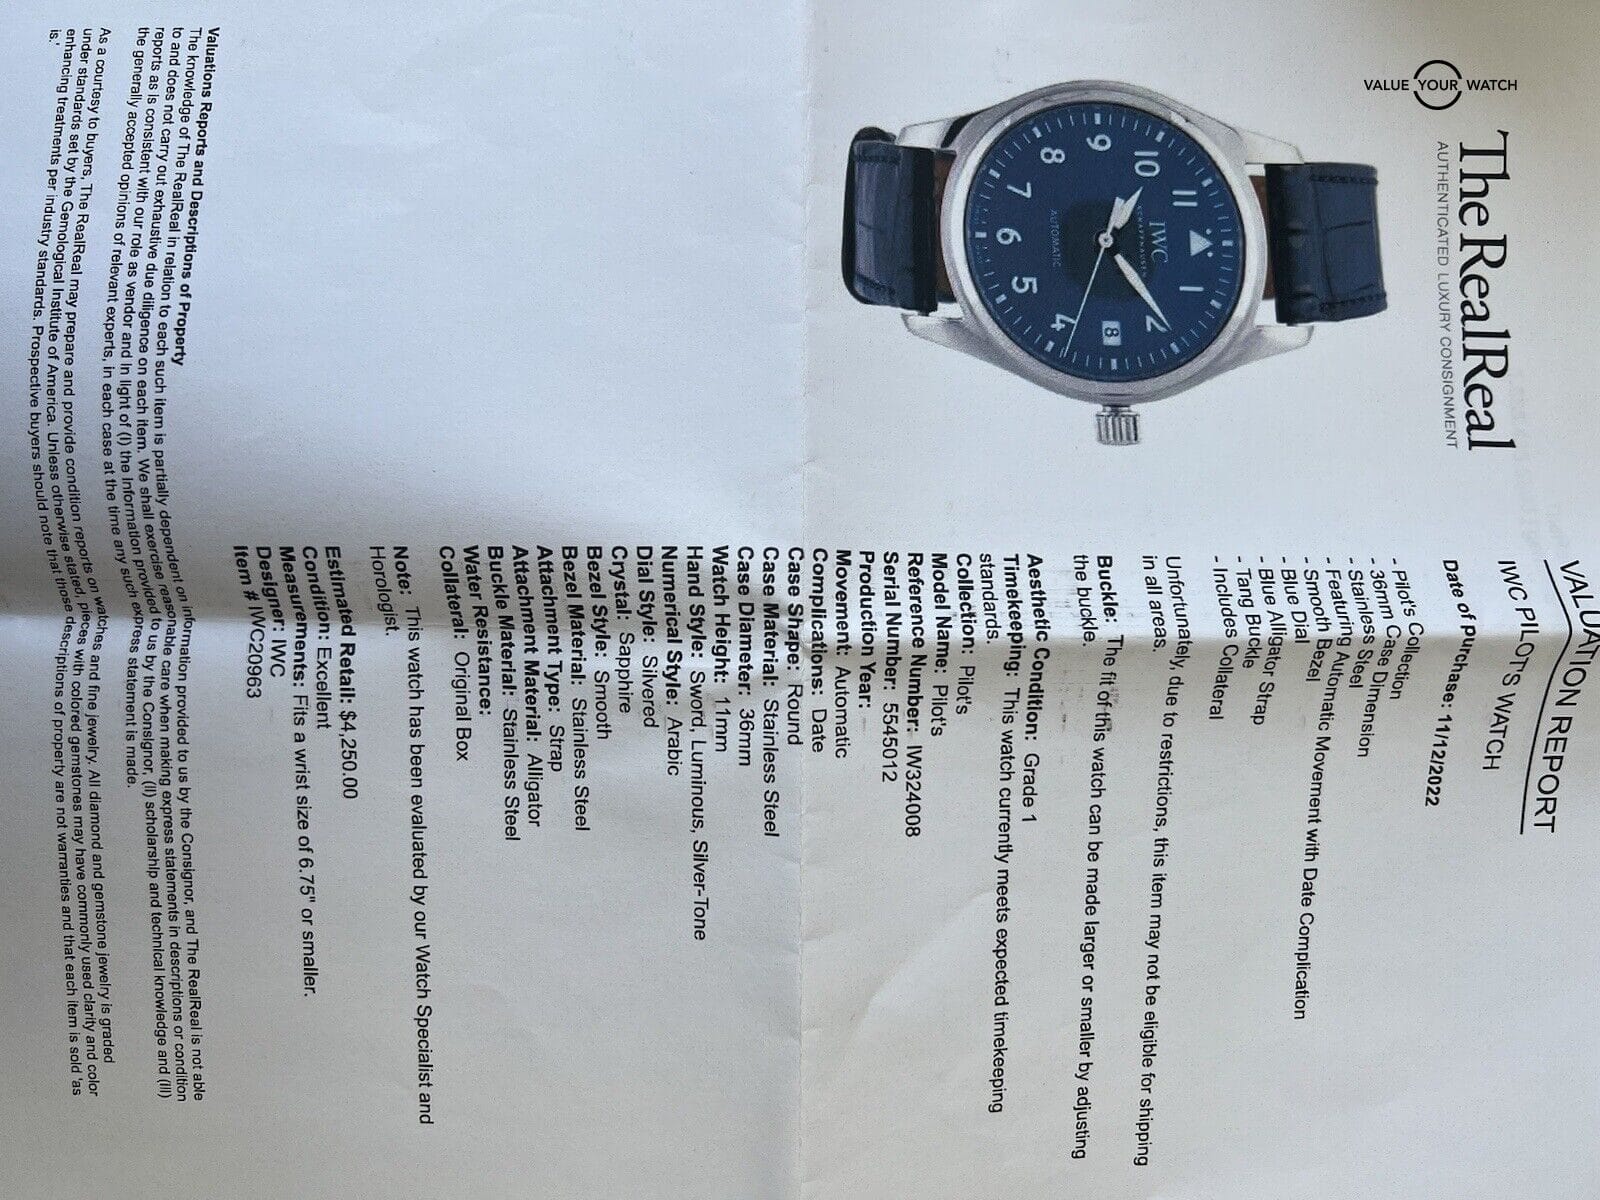 VALUE YOUR WATCH
The RealReal
AUTHENTICATED LUXURY CONSIGNMENT
VALUATION REPORT
IWC PILOT'S WATCH
Date of Purchase: 11/12/2022
- Pilot's Collection
- 36mm Case Dimension
- Stainless Steel
- Featuring Automatic Movement with Date Complication
- Smooth Bezel
- Blue Dial
- Blue Alligator Strap
- Tang Buckle
- Includes Collateral
Unfortunately, due to restrictions, this item may not be eligible for shipping
in all areas.
Buckle: The fit of this watch can be made larger or smaller by adjusting
the buckle.
Aesthetic Condition: Grade 1
Timekeeping: This watch currently meets expected timekeeping
standards.
Collection: Pilot's
Model Name: Pilot's
Reference Number: IW324008
Serial Number: 5545012
Production Year:
Movement: Automatic
Complications: Date
Case Shape: Round
Case Material: Stainless Steel
Case Diameter: 36mm
Watch Height: 11mm
Hand Style: Sword, Luminous, Silver-Tone
Numerical Style: Arabic
Dial Style: Silvered
Crystal: Sapphire
Bezel Style: Smooth
Bezel Material: Stainless Steel
Attachment Type: Strap
Attachment Material: Alligator
Buckle Material: Stainless Steel
Water Resistance:
Collateral: Original Box
Note: This watch has been evaluated by our Watch Specialist and
Horologist.
Estimated Retail: $4,250.00
Condition: Excellent
Measurements: Fits a wrist size of 6.75" or smaller.
Designer: IWC
Item # IWC20963
Valuations Reports and Descriptions of Property
The knowledge of The RealReal in relation to each such item is partially dependent on information provided to us by the Consignor, and The RealReal is not able
to and does not carry out exhaustive due diligence on each item. We shall exercise reasonable care when making express statements in descriptions or condition
reports as is consistent with our role as vendor and in light of (I) the information provided to us by the Consignor, (II) scholarship and technical knowledge and (III)
the generally accepted opinions of relevant experts, in each case at the time any such express statement is made.
As a courtesy to buyers, The RealReal may prepare and provide condition reports on watches and fine jewelry. All diamond and gemstone jewelry is graded
under standards set by the Gemological Institute of America. Unless otherwise stated, pieces with colored gemstones may have commonly used clarity and color
enhancing treatments per industry standards. Prospective buyers should note that those descriptions of property are not warranties and that each item is sold 'as
is.'
11
1
10
2
9
8
8
4
7
6
5
IWC
SCHAFFHAUSEN
AUTOMATIC